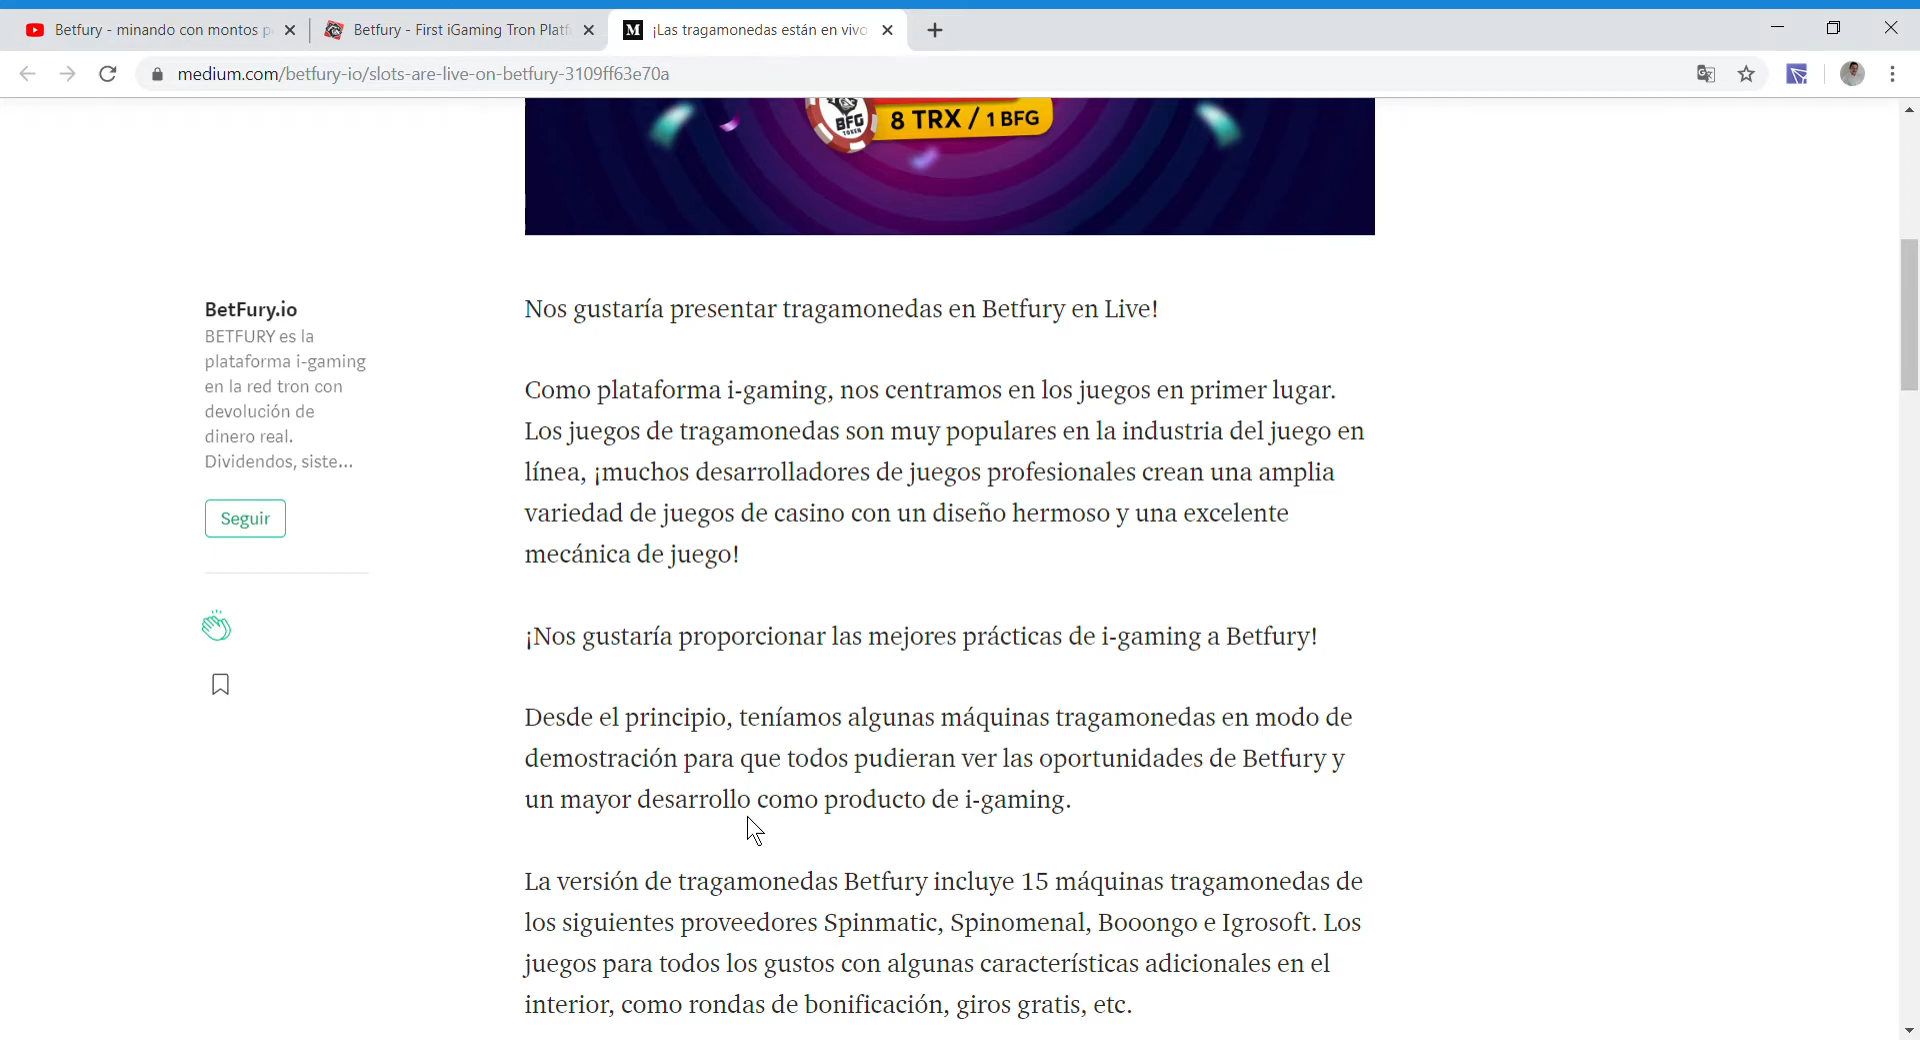 Betfury - minando con montos p
Betfury - First iGaming Tron Platf
M
¡Las tragamonedas están en vivo
medium.com/betfury-io/slots-are-live-on-betfury-3109ff63e70a
BFG
TOKEN
8 TRX / 1 BFG
Nos gustaría presentar tragamonedas en Betfury en Live!
BetFury.io
BETFURY es la
plataforma i-gaming
en la red tron con
devolución de
dinero real.
Dividendos, siste...
Seguir
Como plataforma i-gaming, nos centramos en los juegos en primer lugar.
Los juegos de tragamonedas son muy populares en la industria del juego en
línea, ¡muchos desarrolladores de juegos profesionales crean una amplia
variedad de juegos de casino con un diseño hermoso y una excelente
mecánica de juego!
¡Nos gustaría proporcionar las mejores prácticas de i-gaming a Betfury!
Desde el principio, teníamos algunas máquinas tragamonedas en modo de
demostración para que todos pudieran ver las oportunidades de Betfury y
un mayor desarrollo como producto de i-gaming.
La versión de tragamonedas Betfury incluye 15 máquinas tragamonedas de
los siguientes proveedores Spinmatic, Spinomenal, Booongo e Igrosoft. Los
juegos para todos los gustos con algunas características adicionales en el
interior, como rondas de bonificación, giros gratis, etc.